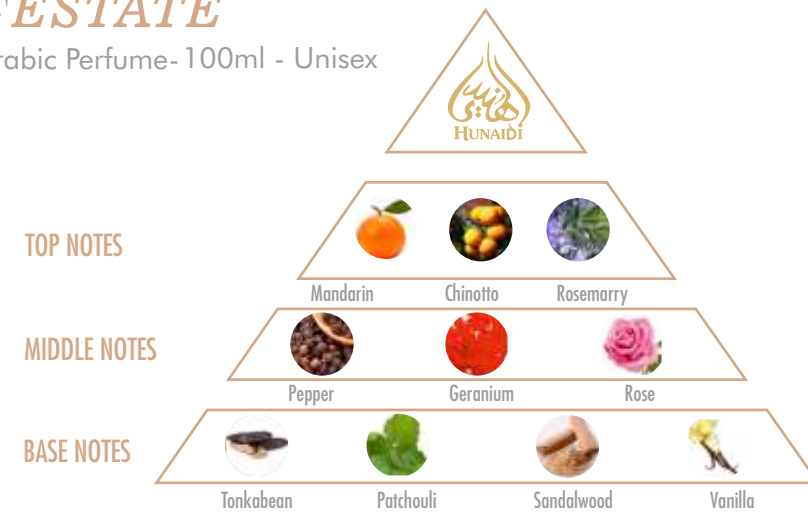 ESTATE
rabic Perfume-100ml - Unisex
HUNAIDI
TOP NOTES
Mandarin Chinotto Rosemarry
MIDDLE NOTES
Pepper Geranium Rose
BASE NOTES
Tonkabean Patchouli Sandalwood Vanilla